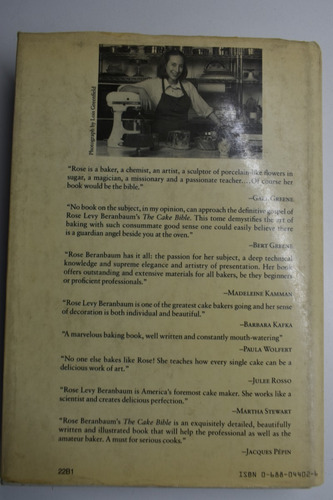 Photograph by Lois Greenfield
"Rose is a baker, a chemist, an artist, a sculptor of porcelain-like flowers in
sugar, a magician, a missionary and a passionate teacher....Of course her
book would be the bible."
–Gael Greene
"No book on the subject, in my opinion, can approach the definitive gospel of
Rose Levy Beranbaum's The Cake Bible. This tome demystifies the art of
baking with such consummate good sense one could easily believe there
is a guardian angel beside you at the oven."
–Bert Greene
"Rose Beranbaum has it all: the passion for her subject, a deep technical
knowledge and supreme elegance and artistry of presentation. Her book
offers outstanding and extensive materials for all bakers, be they beginners
or proficient professionals."
–Madeleine Kamman
"Rose Levy Beranbaum is one of the greatest cake bakers going and her sense
of decoration is both individual and beautiful."
–Barbara Kafka
"A marvelous baking book, well written and constantly mouth-watering"
–Paula Wolfert
"No one else bakes like Rose! She teaches how every single cake can be a
delicious work of art."
–Julee Rosso
"Rose Levy Beranbaum is America's foremost cake maker. She works like a
scientist and creates delicious perfection."
–Martha Stewart
"Rose Beranbaum's The Cake Bible is an exquisitely detailed, beautifully
written and illustrated book that will help the professional as well as the
amateur baker. A must for serious cooks."
–Jacques Pépin
2281
ISBN 0-688-04402-6